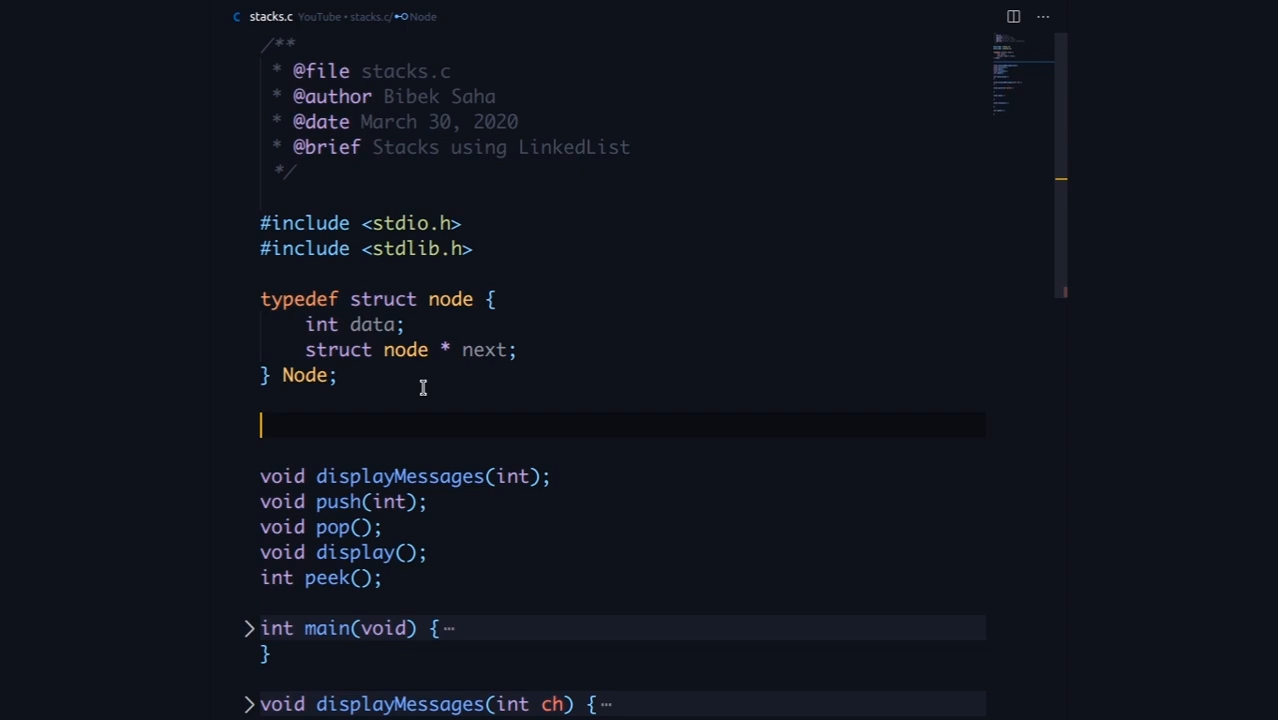 C stacks.c YouTube • stacks.c/ Node
/**
* @file stacks.c
* @author Bibek Saha
* @date March 30, 2020
* @brief Stacks using LinkedList
*/
#include <stdio.h>
#include <stdlib.h>
typedef struct node {
int data;
struct node * next;
} Node;
void displayMessages(int);
void push(int);
void pop();
void display();
int peek();
int main(void) { ⋯
}
void displayMessages(int ch) { ⋯